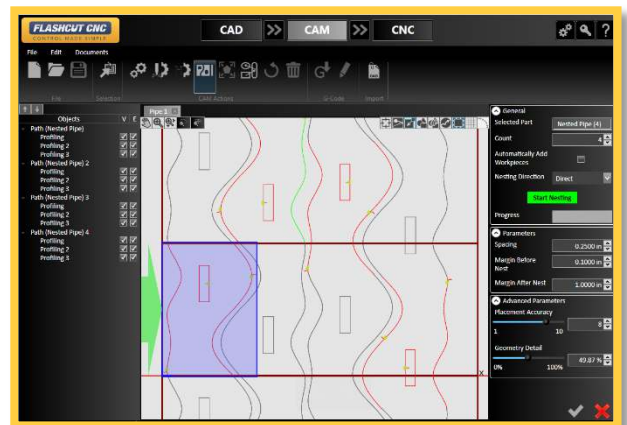 FLASHCUT CNC
CONTROL MADE SIMPLE
CAD >> CAM >> CNC
?
File Edit Documents
File
Selection
CAM Actions
G-Code
Import
Pipe 1
Objects V E
Path (Nested Pipe)
Profiling
Profiling 2
Profiling 3
Path (Nested Pipe) 2
Profiling
Profiling 2
Profiling 3
Path (Nested Pipe) 3
Profiling
Profiling 2
Profiling 3
Path (Nested Pipe) 4
Profiling
Profiling 2
Profiling 3
X
General
Selected Part Nested Pipe (4)
Count 4
Automatically Add
Workpieces
Nesting Direction Direct
Start Nesting
Progress
Parameters
Spacing 0.2500 in
Margin Before
Nest 0.1000 in
Margin After Nest 1.0000 in
Advanced Parameters
Placement Accuracy
8
1 10
Geometry Detail
49.87 %
0% 100%